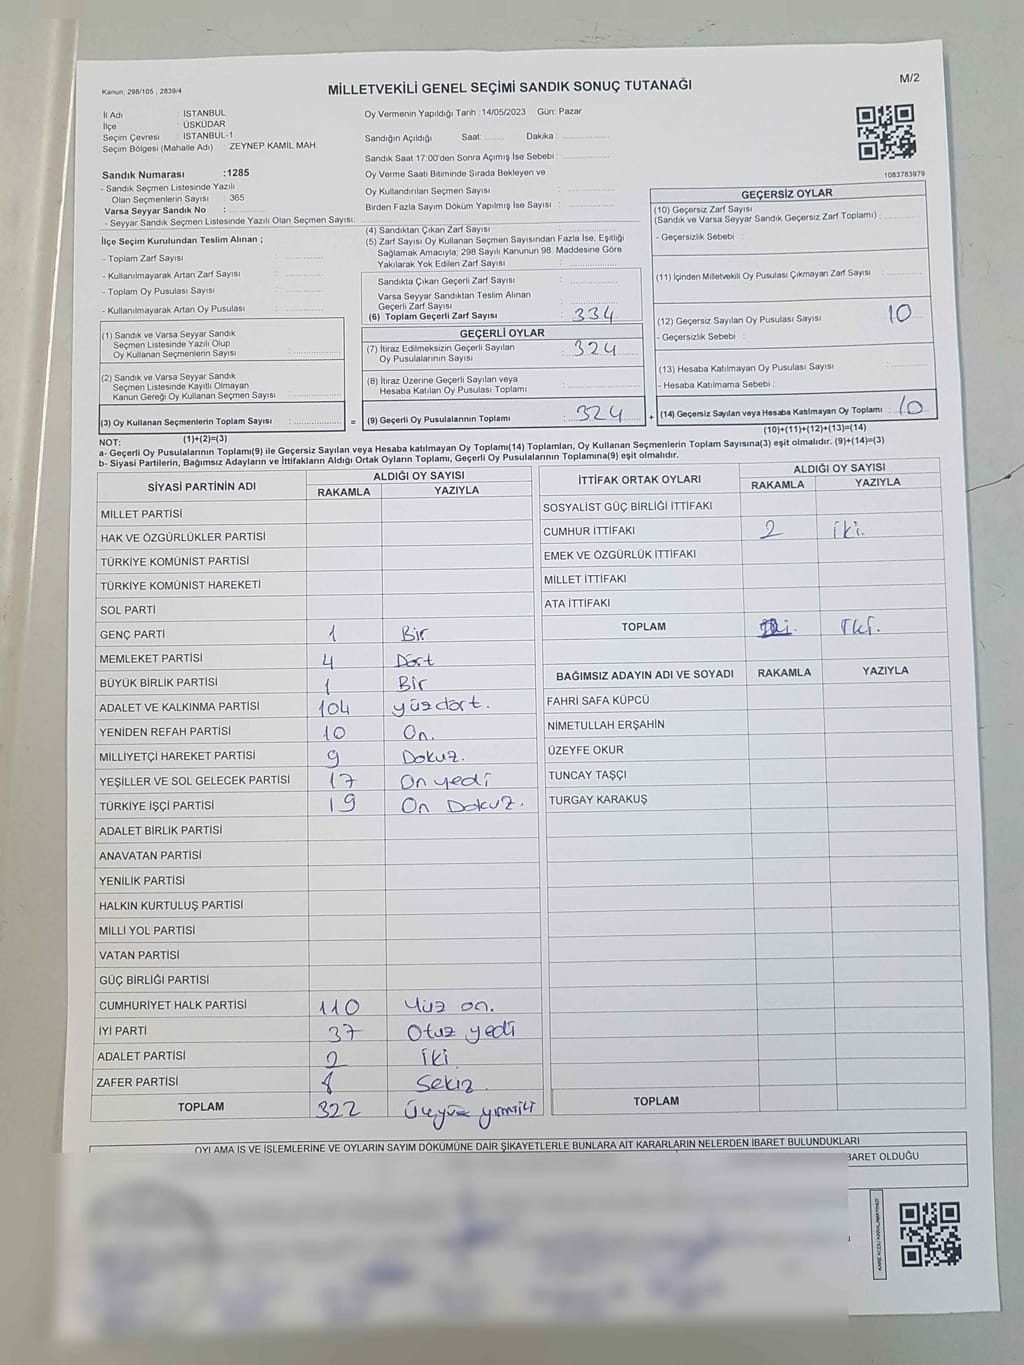 Kanun; 298/105 , 2839/4
MİLLETVEKİLİ GENEL SEÇİMİ SANDIK SONUÇ TUTANAĞI
M/2
İl Adı : İSTANBUL
İlçe : ÜSKÜDAR
Seçim Çevresi : İSTANBUL-1
Seçim Bölgesi (Mahalle Adı) : ZEYNEP KAMİL MAH.
Oy Vermenin Yapıldığı Tarih :14/05/2023 Gün: Pazar
Sandığın Açıldığı Saat: ........ Dakika : ................
Sandık Saat 17:00'den Sonra Açımış İse Sebebi : ................
1083783979
Sandık Numarası :1285
- Sandık Seçmen Listesinde Yazılı
Olan Seçmenlerin Sayısı : 365
Varsa Seyyar Sandık No : ................
- Seyyar Sandık Seçmen Listesinde Yazılı Olan Seçmen Sayısı:
Oy Verme Saati Bitiminde Sırada Bekleyen ve
Oy Kullandırılan Seçmen Sayısı : ................
Birden Fazla Sayım Döküm Yapılmış İse Sayısı : ................
İlçe Seçim Kurulundan Teslim Alınan ;
- Toplam Zarf Sayısı : ................
- Kullanılmayarak Artan Zarf Sayısı : ................
- Toplam Oy Pusulası Sayısı : ................
- Kullanılmayarak Artan Oy Pusulası : ................
(4) Sandıktan Çıkan Zarf Sayısı : ................
(5) Zarf Sayısı Oy Kullanan Seçmen Sayısından Fazla İse, Eşitliği
Sağlamak Amacıyla; 298 Sayılı Kanunun 98. Maddesine Göre
Yakılarak Yok Edilen Zarf Sayısı : ................
Sandıkta Çıkan Geçerli Zarf Sayısı : ................
Varsa Seyyar Sandıktan Teslim Alınan
Geçerli Zarf Sayısı : ................
(6) Toplam Geçerli Zarf Sayısı : 334
GEÇERSİZ OYLAR
(10) Geçersiz Zarf Sayısı
(Sandık ve Varsa Seyyar Sandık Geçersiz Zarf Toplamı) : ................
- Geçersizlik Sebebi :
(11) İçinden Milletvekili Oy Pusulası Çıkmayan Zarf Sayısı : ................
(12) Geçersiz Sayılan Oy Pusulası Sayısı : 10
- Geçersizlik Sebebi :
(13) Hesaba Katılmayan Oy Pusulası Sayısı : ................
- Hesaba Katılmama Sebebi :
(14) Geçersiz Sayılan veya Hesaba Katılmayan Oy Toplamı : 10
(10)+(11)+(12)+(13)=(14)
(1) Sandık ve Varsa Seyyar Sandık
Seçmen Listesinde Yazılı Olup
Oy Kullanan Seçmenlerin Sayısı : ................
(2) Sandık ve Varsa Seyyar Sandık
Seçmen Listesinde Kayıtlı Olmayan
Kanun Gereği Oy Kullanan Seçmen Sayısı : ................
(3) Oy Kullanan Seçmenlerin Toplam Sayısı : ................ =
(1)+(2)=(3)
GEÇERLİ OYLAR
(7) İtiraz Edilmeksizin Geçerli Sayılan
Oy Pusulalarının Sayısı : 324
(8) İtiraz Üzerine Geçerli Sayılan veya
Hesaba Katılan Oy Pusulası Toplamı : ................
(9) Geçerli Oy Pusulalarının Toplamı : 324 +
NOT:
a- Geçerli Oy Pusulalarının Toplamı(9) ile Geçersiz Sayılan veya Hesaba katılmayan Oy Toplamı(14) Toplamları, Oy Kullanan Seçmenlerin Toplam Sayısına(3) eşit olmalıdır. (9)+(14)=(3)
b- Siyasi Partilerin, Bağımsız Adayların ve İttifakların Aldığı Ortak Oyların Toplamı, Geçerli Oy Pusulalarının Toplamına(9) eşit olmalıdır.
SİYASİ PARTİNİN ADI ALDIĞI OY SAYISI
RAKAMLA YAZIYLA
MİLLET PARTİSİ
HAK VE ÖZGÜRLÜKLER PARTİSİ
TÜRKİYE KOMÜNİST PARTİSİ
TÜRKİYE KOMÜNİST HAREKETİ
SOL PARTİ
GENÇ PARTİ 1 Bir
MEMLEKET PARTİSİ 4 Dört
BÜYÜK BİRLİK PARTİSİ 1 Bir
ADALET VE KALKINMA PARTİSİ 104 yüzdört.
YENİDEN REFAH PARTİSİ 10 On.
MİLLİYETÇİ HAREKET PARTİSİ 9 Dokuz.
YEŞİLLER VE SOL GELECEK PARTİSİ 17 On yedi
TÜRKİYE İŞÇİ PARTİSİ 19 On Dokuz.
ADALET BİRLİK PARTİSİ
ANAVATAN PARTİSİ
YENİLİK PARTİSİ
HALKIN KURTULUŞ PARTİSİ
MİLLİ YOL PARTİSİ
VATAN PARTİSİ
GÜÇ BİRLİĞİ PARTİSİ
CUMHURİYET HALK PARTİSİ 110 Yüz on.
İYİ PARTİ 37 Otuz yedi
ADALET PARTİSİ 2 İki
ZAFER PARTİSİ 8 Sekiz.
TOPLAM 322 Üçyüz
İTTİFAK ORTAK OYLARI ALDIĞI OY SAYISI
RAKAMLA YAZIYLA
SOSYALİST GÜÇ BİRLİĞİ İTTİFAKI
CUMHUR İTTİFAKI 2 iki.
EMEK VE ÖZGÜRLÜK İTTİFAKI
MİLLET İTTİFAKI
ATA İTTİFAKI
TOPLAM İki.
BAĞIMSIZ ADAYIN ADI VE SOYADI RAKAMLA YAZIYLA
FAHRİ SAFA KÜPCÜ
NİMETULLAH ERŞAHİN
ÜZEYFE OKUR
TUNCAY TAŞÇI
TURGAY KARAKUŞ
TOPLAM
OYLAMA İŞ VE İŞLEMLERİNE VE OYLARIN SAYIM DÖKÜMÜNE DAİR ŞİKAYETLERLE BUNLARA AİT KARARLARIN NELERDEN İBARET BULUNDUKLARI
BARET OLDUĞU
KARE KODU KARALAMAYINIZ!